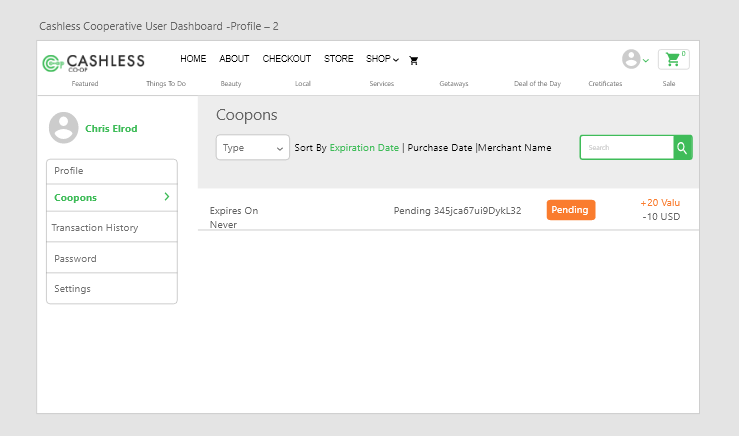 Cashless Cooperative User Dashboard -Profile – 2
CASHLESS
CO-OP
HOME ABOUT CHECKOUT STORE SHOP
0
Featured Things To Do Beauty Local Services Getaways Deal of the Day Cretificates Sale
Chris Elrod
Coopons
Type Sort By Expiration Date | Purchase Date |Merchant Name Search
Profile
Coopons
Transaction History
Password
Settings
Expires On
Never
Pending 345jca67ui9DykL32 Pending
+20 Valu
-10 USD